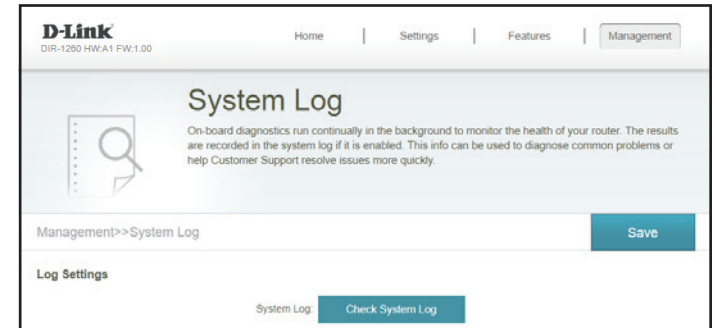 D-Link
DIR-1260 HW:A1 FW:1.00
Home | Settings | Features | Management
System Log
On-board diagnostics run continually in the background to monitor the health of your router. The results
are recorded in the system log if it is enabled. This info can be used to diagnose common problems or
help Customer Support resolve issues more quickly.
Management>>System Log
Save
Log Settings
System Log: Check System Log